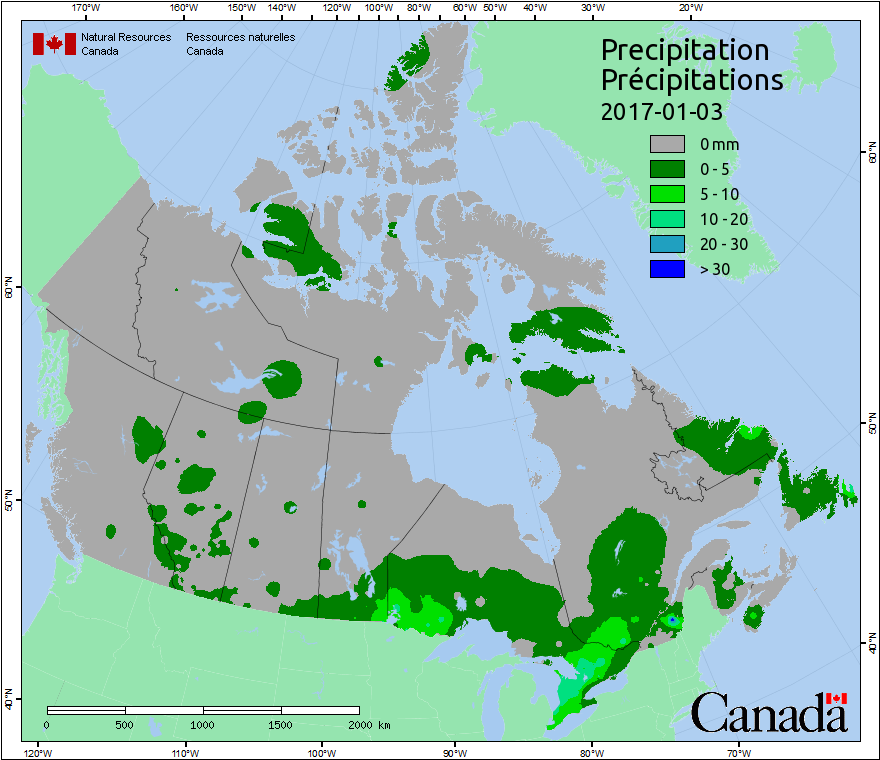 170°W 160°W 150°W 140°W 120°W 100°W 80°W 60°W 50°W 40°W 30°W 20°W
Natural Resources Ressources naturelles
Canada Canada
Precipitation
Précipitations
2017-01-03
0 mm
0 - 5
5 - 10
10 - 20
20 - 30
> 30
60°N 60°N
50°N 50°N
40°N 40°N
0 500 1000 1500 2000 km
Canada
120°W 110°W 100°W 90°W 80°W 70°W